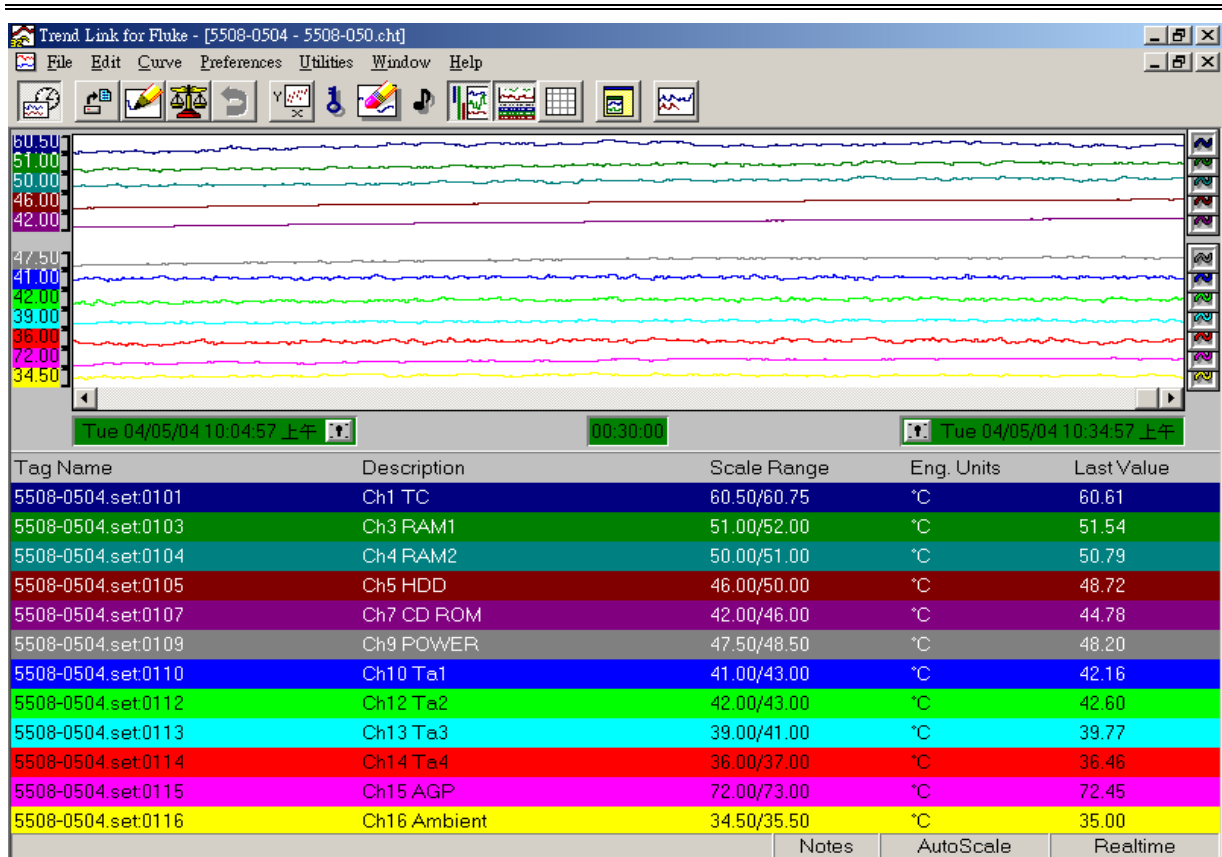 Trend Link for Fluke - [5508-0504 - 5508-050.cht]
File Edit Curve Preferences Utilities Window Help
60.50
51.00
50.00
46.00
42.00
47.50
41.00
42.00
39.00
36.00
72.00
34.50
Tue 04/05/04 10:04:57 上午 00:30:00 Tue 04/05/04 10:34:57 上午
Tag Name Description Scale Range Eng. Units Last Value
5508-0504.set:0101 Ch1 TC 60.50/60.75 °C 60.61
5508-0504.set:0103 Ch3 RAM1 51.00/52.00 °C 51.54
5508-0504.set:0104 Ch4 RAM2 50.00/51.00 °C 50.79
5508-0504.set:0105 Ch5 HDD 46.00/50.00 °C 48.72
5508-0504.set:0107 Ch7 CD ROM 42.00/46.00 °C 44.78
5508-0504.set:0109 Ch9 POWER 47.50/48.50 °C 48.20
5508-0504.set:0110 Ch10 Ta1 41.00/43.00 °C 42.16
5508-0504.set:0112 Ch12 Ta2 42.00/43.00 °C 42.60
5508-0504.set:0113 Ch13 Ta3 39.00/41.00 °C 39.77
5508-0504.set:0114 Ch14 Ta4 36.00/37.00 °C 36.46
5508-0504.set:0115 Ch15 AGP 72.00/73.00 °C 72.45
5508-0504.set:0116 Ch16 Ambient 34.50/35.50 °C 35.00
Notes AutoScale Realtime